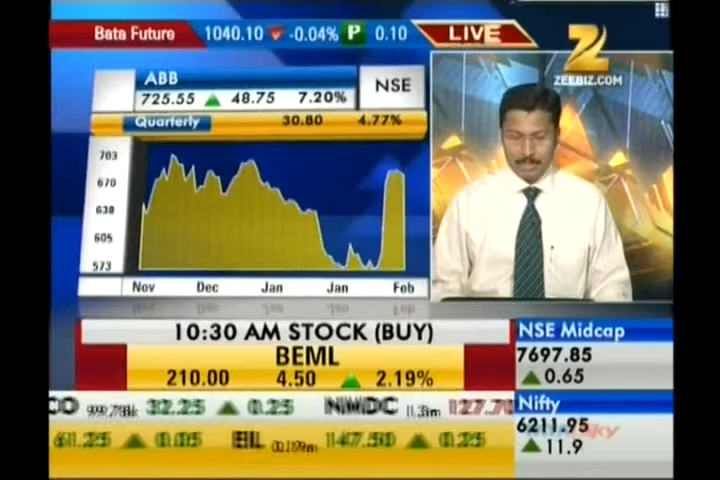 Bata Future 1040.10 -0.04% P 0.10 LIVE
Z
ZEEBIZ.COM
ABB NSE
725.55 48.75 7.20%
Quarterly 30.80 4.77%
703
670
638
605
573
Nov Dec Jan Jan Feb
10:30 AM STOCK (BUY)
BEML
210.00 4.50 2.19%
NSE Midcap
7697.85
0.65
Nifty
6211.95
11.9
CO 32.25 0.25 NMDC 127.70
61.25 0.05 0.25